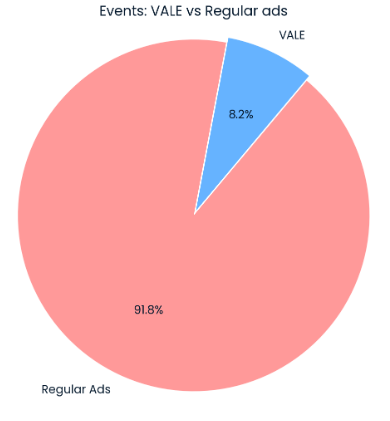 Events: VALE vs Regular ads
VALE
8.2%
91.8%
Regular Ads